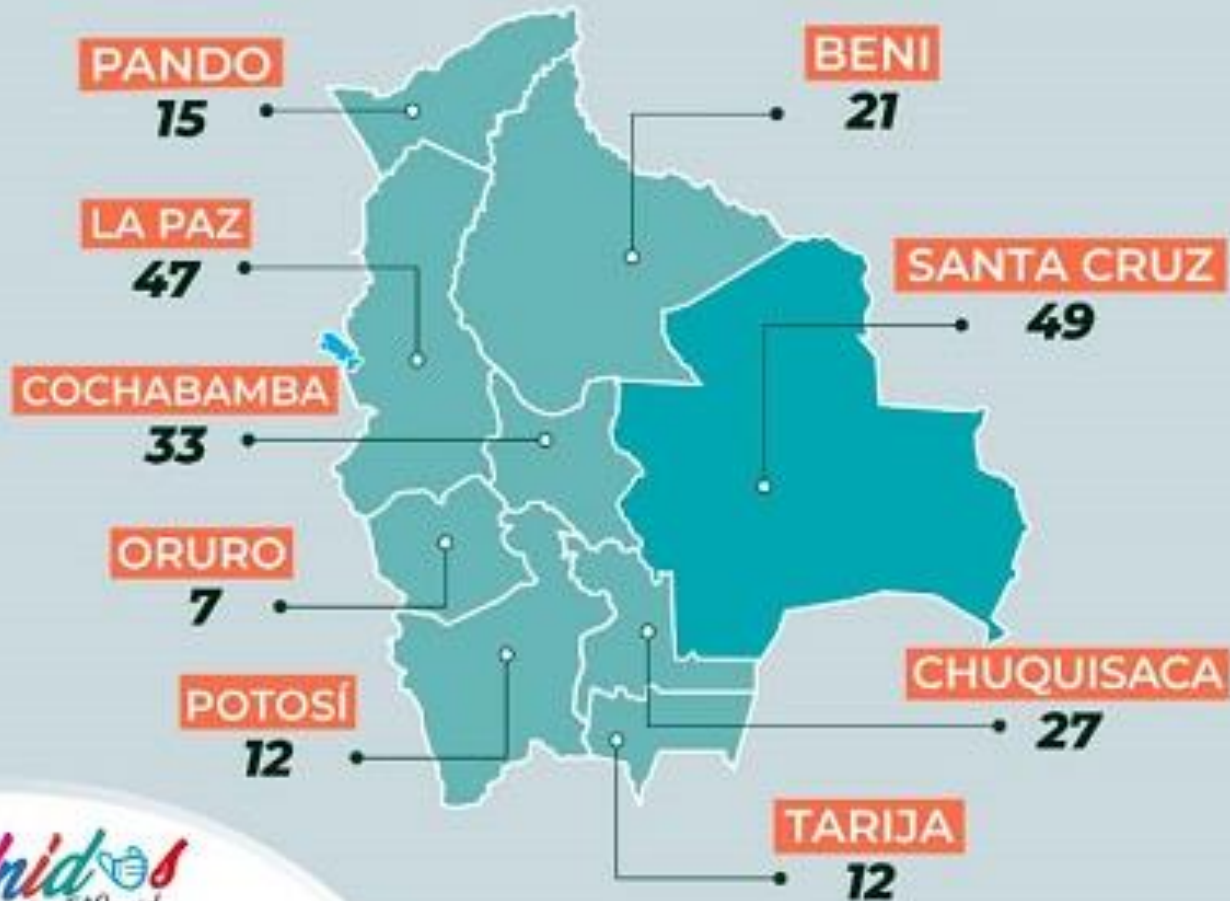 PANDO
15
BENI
21
LA PAZ
47
SANTA CRUZ
49
COCHABAMBA
33
ORURO
7
CHUQUISACA
27
POTOSÍ
12
TARIJA
12